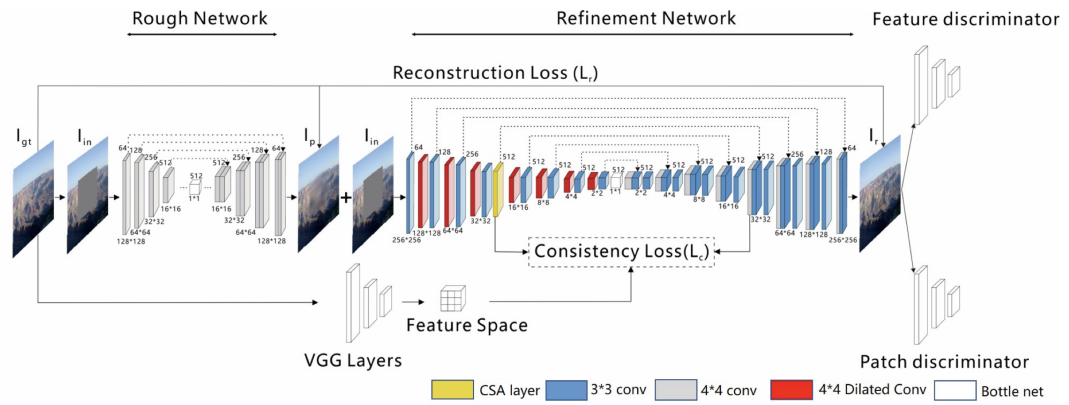 Rough Network
Refinement Network
Feature discriminator
Reconstruction Loss (Lr)
Igt
Iin
Ip
Iin
Ir
64
128
256
512
512
512
256
128
64
128*128
64*64
32*32
16*16
1*1
16*16
32*32
64*64
128*128
64
128
256
512
512
512
512
512
512
512
512
512
512
512
256
128
64
256*256
128*128
64*64
32*32
16*16
8*8
4*4
2*2
1*1
2*2
4*4
8*8
16*16
32*32
64*64
128*128
256*256
Consistency Loss(Lc)
Feature Space
VGG Layers
Patch discriminator
CSA layer
3*3 conv
4*4 conv
4*4 Dilated Conv
Bottle net